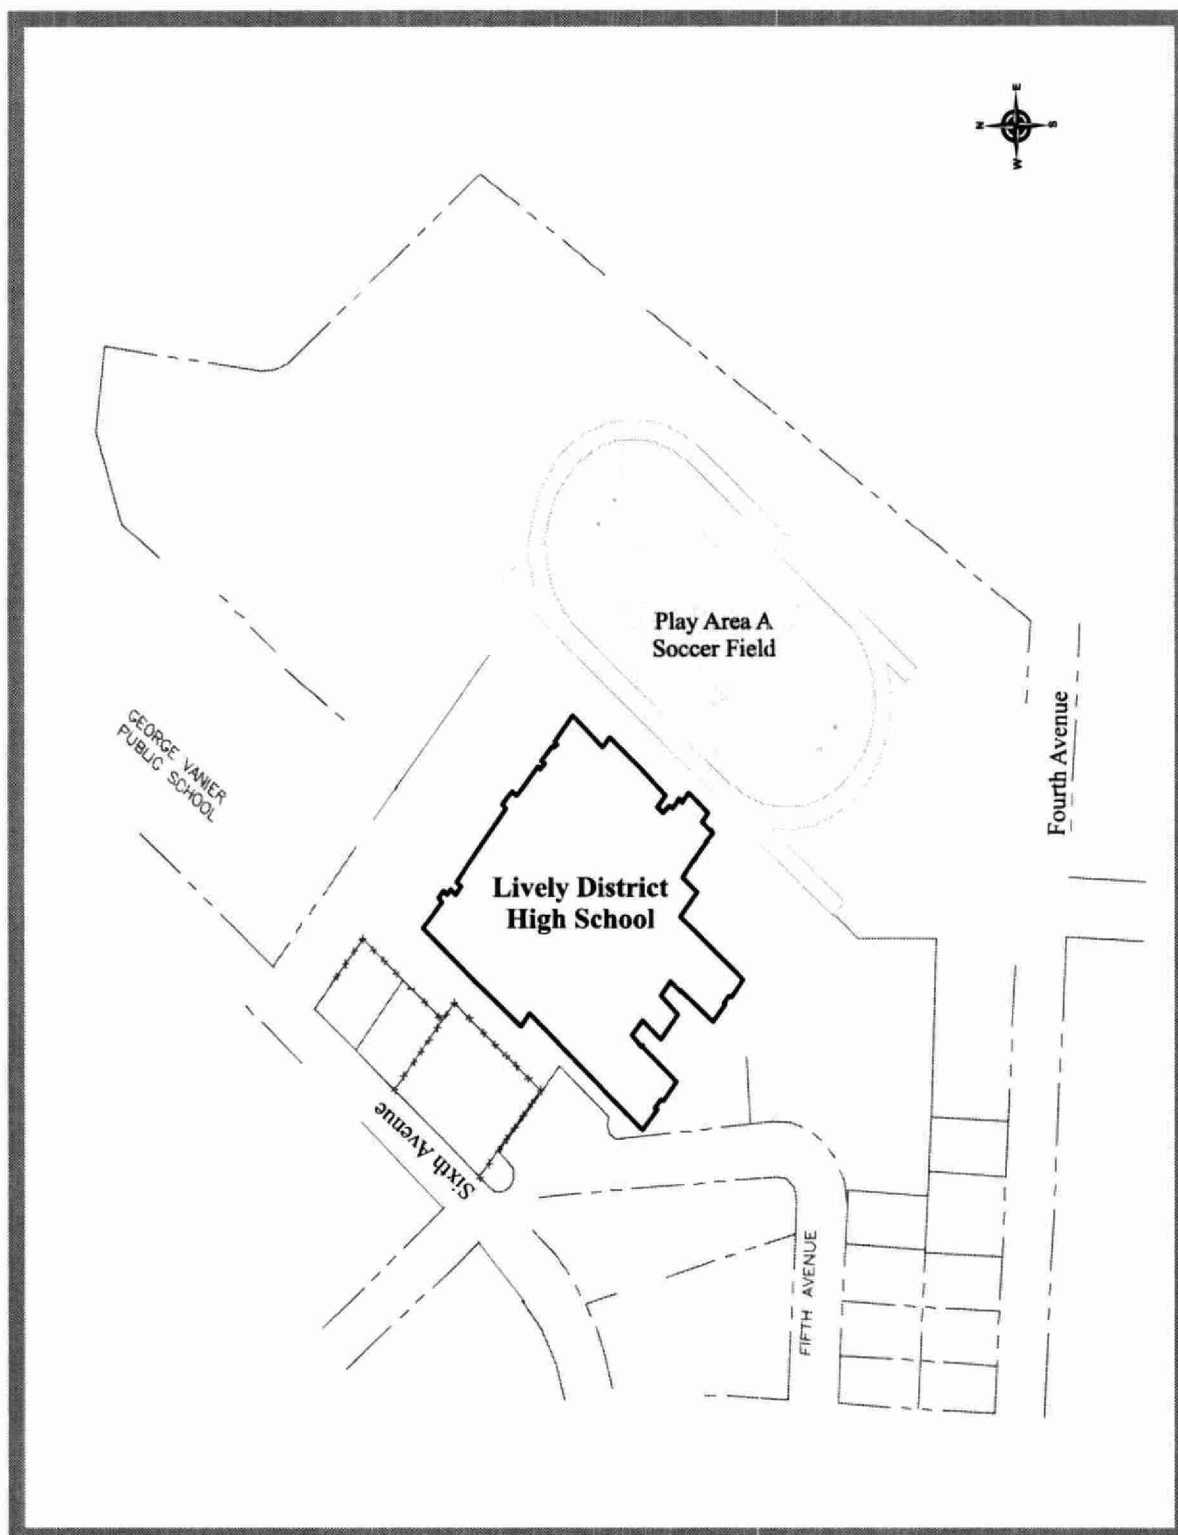 E
N
S
W
Play Area A
Soccer Field
GEORGE VANIER
PUBLIC SCHOOL
Fourth Avenue
Lively District
High School
Sixth Avenue
FIFTH AVENUE